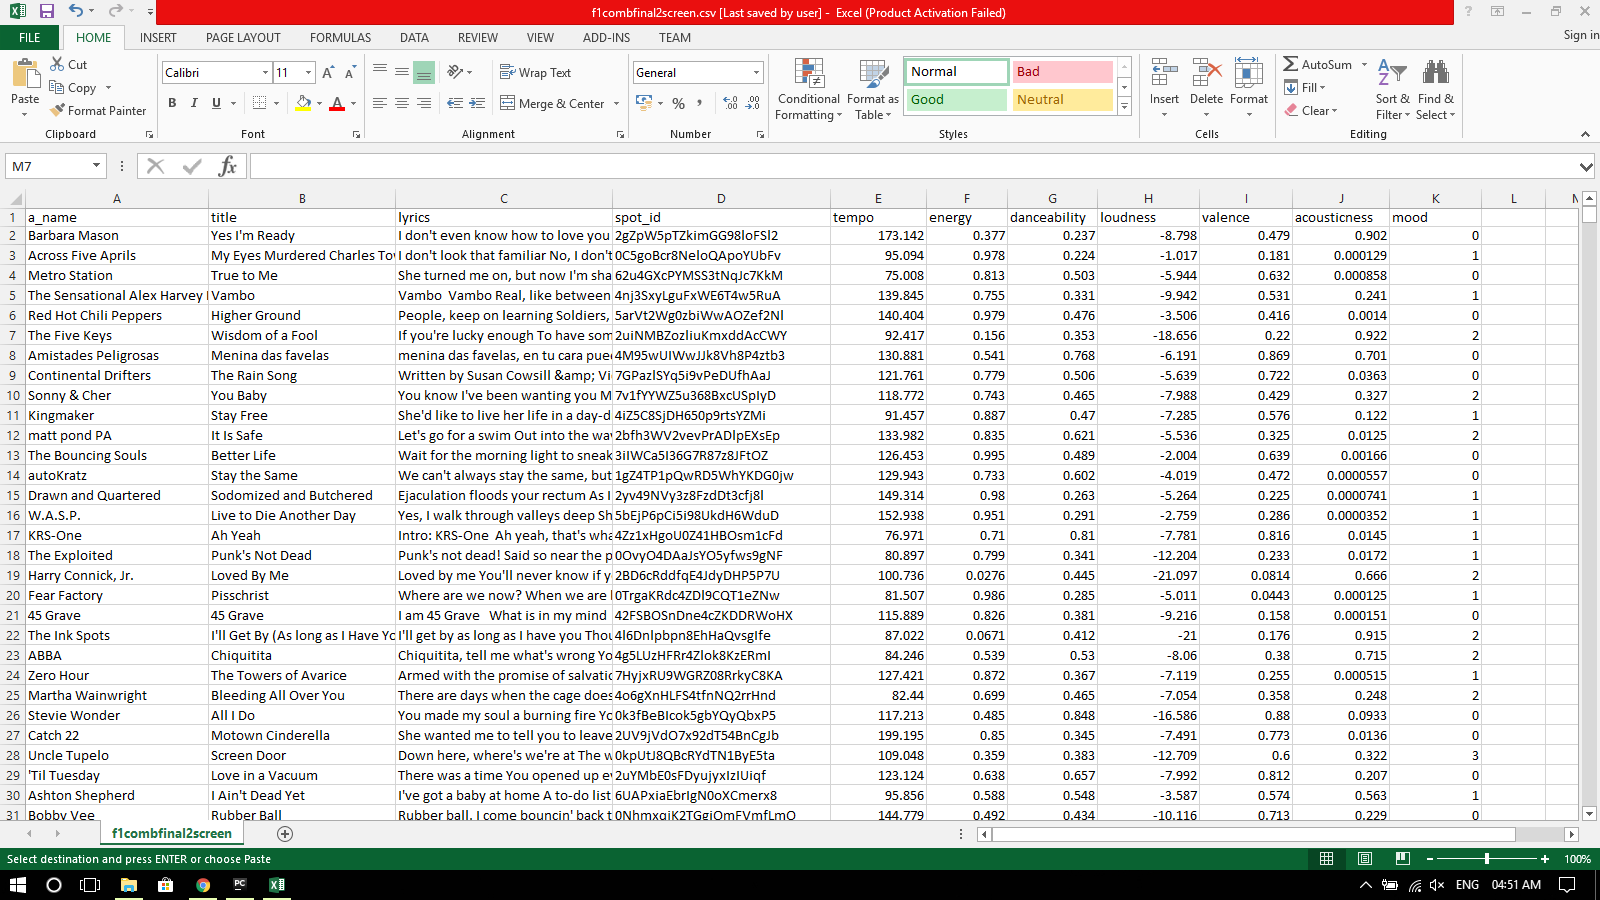 f1combfinal2screen.csv [Last saved by user] - Excel (Product Activation Failed)
FILE HOME INSERT PAGE LAYOUT FORMULAS DATA REVIEW VIEW ADD-INS TEAM Sign in
Paste Cut Copy Format Painter Clipboard
Calibri 11 B I U A Font
Wrap Text Merge & Center Alignment
General % Number
Conditional Formatting Format as Table Normal Bad Good Neutral Styles
Insert Delete Format Cells
AutoSum Fill Clear Sort & Filter Find & Select Editing
M7 fx
A B C D E F G H I J K L M
1 a_name title lyrics spot_id tempo energy danceability loudness valence acousticness mood
2 Barbara Mason Yes I'm Ready I don't even know how to love you 2gZpW5pTZkimGG98loFSl2 173.142 0.377 0.237 -8.798 0.479 0.902 0
3 Across Five Aprils My Eyes Murdered Charles To I don't look that familiar No, I don't 0C5goBcr8NeloQApoYUbFv 95.094 0.978 0.224 -1.017 0.181 0.000129 1
4 Metro Station True to Me She turned me on, but now I'm sha 62u4GXcPYMSS3tNqJc7KkM 75.008 0.813 0.503 -5.944 0.632 0.000858 0
5 The Sensational Alex Harvey Vambo Vambo Vambo Real, like between 4nj3SxyLguFxWE6T4w5RuA 139.845 0.755 0.331 -9.942 0.531 0.241 1
6 Red Hot Chili Peppers Higher Ground People, keep on learning Soldiers, 5arVt2Wg0zbiWwAOZef2Nl 140.404 0.979 0.476 -3.506 0.416 0.0014 0
7 The Five Keys Wisdom of a Fool If you're lucky enough To have som 2uiNMBZozliuKmxddAcCWY 92.417 0.156 0.353 -18.656 0.22 0.922 2
8 Amistades Peligrosas Menina das favelas menina das favelas, en tu cara pue 4M95wUIWwJJk8Vh8P4ztb3 130.881 0.541 0.768 -6.191 0.869 0.701 0
9 Continental Drifters The Rain Song Written by Susan Cowsill &amp; Vi 7GPazlSYq5i9vPeDUfhAaJ 121.761 0.779 0.506 -5.639 0.722 0.0363 0
10 Sonny & Cher You Baby You know I've been wanting you M 7v1fYYWZ5u368BxcUSpIyD 118.772 0.743 0.465 -7.988 0.429 0.327 2
11 Kingmaker Stay Free She'd like to live her life in a day-d 4iZ5C8SjDH650p9rtsYZMi 91.457 0.887 0.47 -7.285 0.576 0.122 1
12 matt pond PA It Is Safe Let's go for a swim Out into the wa 2bfh3WV2vevPrADlpEXsEp 133.982 0.835 0.621 -5.536 0.325 0.0125 2
13 The Bouncing Souls Better Life Wait for the morning light to sneak 3iIWCa5I36G7R87z8JFtOZ 126.453 0.995 0.489 -2.004 0.639 0.00166 0
14 autoKratz Stay the Same We can't always stay the same, but 1gZ4TP1pQwRD5WhYKDG0jw 129.943 0.733 0.602 -4.019 0.472 0.0000557 0
15 Drawn and Quartered Sodomized and Butchered Ejaculation floods your rectum As I 2yv49NVy3z8FzdDt3cfj8l 149.314 0.98 0.263 -5.264 0.225 0.0000741 1
16 W.A.S.P. Live to Die Another Day Yes, I walk through valleys deep Sh 5bEjP6pCi5i98UkdH6WduD 152.938 0.951 0.291 -2.759 0.286 0.0000352 1
17 KRS-One Ah Yeah Intro: KRS-One Ah yeah, that's wha 4Zz1xHgoU0Z41HBOsm1cFd 76.971 0.71 0.81 -7.781 0.816 0.0145 1
18 The Exploited Punk's Not Dead Punk's not dead! Said so near the p 0OvyO4DAaJsYO5yfws9gNF 80.897 0.799 0.341 -12.204 0.233 0.0172 1
19 Harry Connick, Jr. Loved By Me Loved by me You'll never know if y 2BD6cRddfqE4JdyDHP5P7U 100.736 0.0276 0.445 -21.097 0.0814 0.666 2
20 Fear Factory Pisschrist Where are we now? When we are 0TrgaKRdc4ZDl9CQT1eZNw 81.507 0.986 0.285 -5.011 0.0443 0.000125 1
21 45 Grave 45 Grave I am 45 Grave What is in my mind 42FSBOSnDne4cZKDDRWoHX 115.889 0.826 0.381 -9.216 0.158 0.000151 0
22 The Ink Spots I'll Get By (As long as I Have Yo I'll get by as long as I have you Thou 4l6Dnlpbpn8EhHaQvsgIfe 87.022 0.0671 0.412 -21 0.176 0.915 2
23 ABBA Chiquitita Chiquitita, tell me what's wrong Yo 4g5LUzHFRr4Zlok8KzERmI 84.246 0.539 0.53 -8.06 0.38 0.715 2
24 Zero Hour The Towers of Avarice Armed with the promise of salvatio 7HyjxRU9WGRZ08RrkyC8KA 127.421 0.872 0.367 -7.119 0.255 0.000515 1
25 Martha Wainwright Bleeding All Over You There are days when the cage does 4o6gXnHLFS4tfnNQ2rrHnd 82.44 0.699 0.465 -7.054 0.358 0.248 2
26 Stevie Wonder All I Do You made my soul a burning fire Yo 0k3fBeBIcok5gbYQyQbxP5 117.213 0.485 0.848 -16.586 0.88 0.0933 0
27 Catch 22 Motown Cinderella She wanted me to tell you to leave 2UV9jVdO7x92dT54BnCgJb 199.195 0.85 0.345 -7.491 0.773 0.0136 0
28 Uncle Tupelo Screen Door Down here, where's we're at The w 0kpUtJ8QBcRYdTN1ByE5ta 109.048 0.359 0.383 -12.709 0.6 0.322 3
29 'Til Tuesday Love in a Vacuum There was a time You opened up e 2uYMbE0sFDyujyxIzIUiqf 123.124 0.638 0.657 -7.992 0.812 0.207 0
30 Ashton Shepherd I Ain't Dead Yet I've got a baby at home A to-do list 6UAPxiaEbrIgN0oXCmerx8 95.856 0.588 0.548 -3.587 0.574 0.563 1
31 Bobby Vee Rubber Ball Rubber ball, I come bouncin' back t 0NhmxqiK2TGgiOmFVmfLmO 144.779 0.492 0.434 -10.116 0.713 0.229 0
f1combfinal2screen
Select destination and press ENTER or choose Paste 100%
PC ENG 04:51 AM